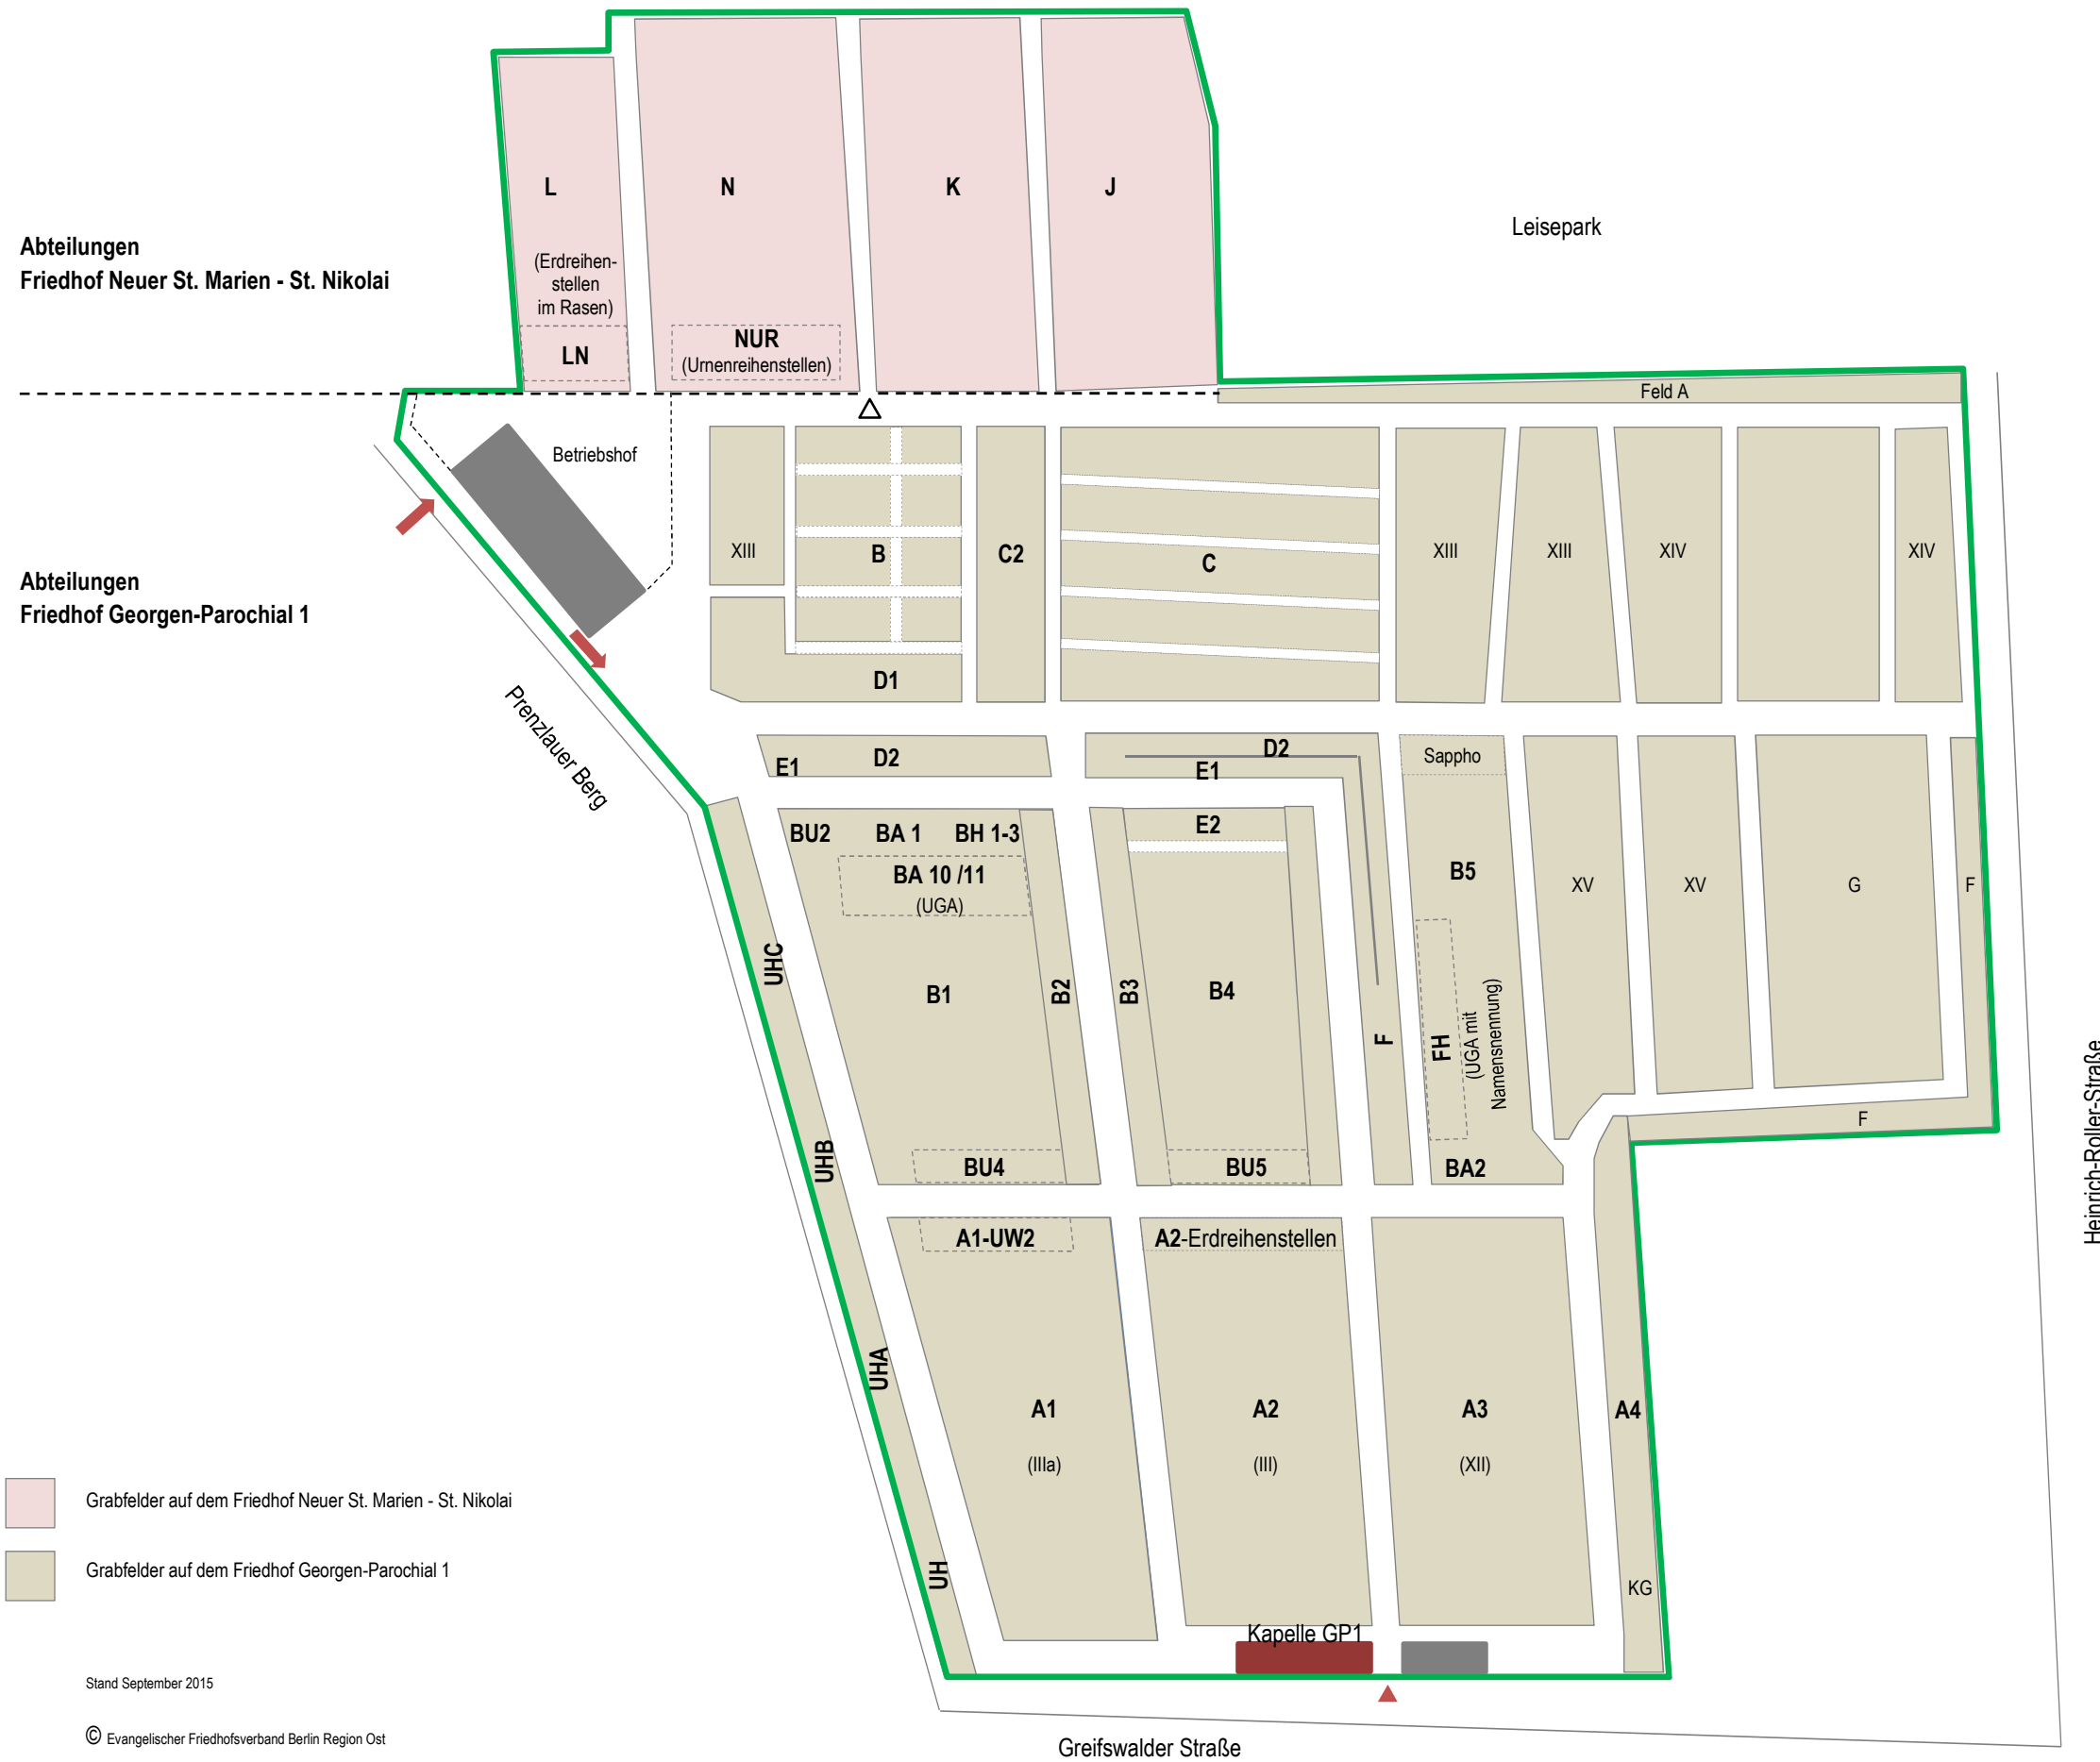 L
N
K
J
Leisepark
Abteilungen
Friedhof Neuer St. Marien - St. Nikolai
(Erdreihen-
stellen
im Rasen)
LN
NUR
(Urnenreihenstellen)
Feld A
Betriebshof
XIII
B
C2
C
XIII
XIII
XIV
XIV
Abteilungen
Friedhof Georgen-Parochial 1
D1
Prenzlauer Berg
E1
D2
D2
E1
Sappho
BU2
BA 1
BH 1-3
E2
BA 10 /11
(UGA)
B5
XV
XV
G
F
UHC
B1
B2
B3
B4
F
FH
(UGA mit
Namensnennung)
Heinrich-Roller-Straße
F
UHB
BU4
BU5
BA2
A1-UW2
A2-Erdreihenstellen
UHA
A1
(IIIa)
A2
(III)
A3
(XII)
A4
Grabfelder auf dem Friedhof Neuer St. Marien - St. Nikolai
Grabfelder auf dem Friedhof Georgen-Parochial 1
UH
KG
Kapelle GP1
Stand September 2015
© Evangelischer Friedhofsverband Berlin Region Ost
Greifswalder Straße